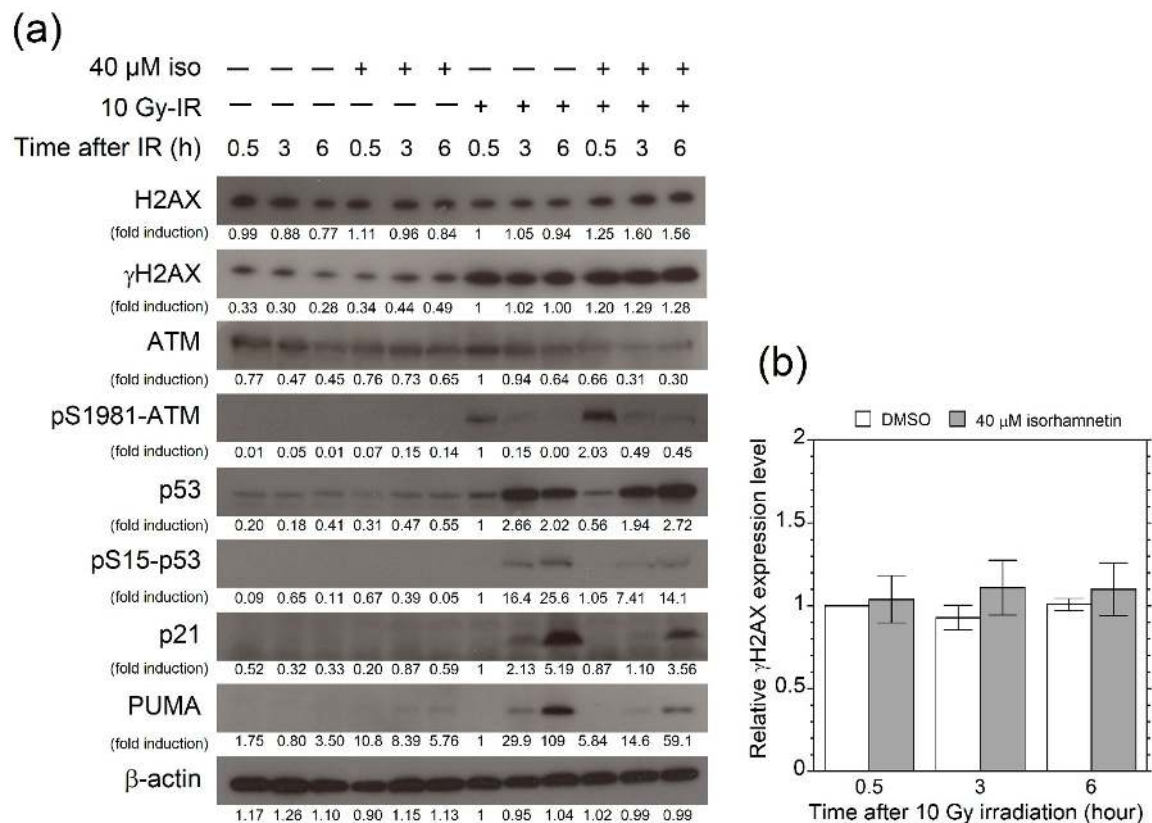 (a)
40 μM iso — — — + + + — — — + + +
10 Gy-IR — — — — — — + + + + + +
Time after IR (h) 0.5 3 6 0.5 3 6 0.5 3 6 0.5 3 6
H2AX
(fold induction) 0.99 0.88 0.77 1.11 0.96 0.84 1 1.05 0.94 1.25 1.60 1.56
γH2AX
(fold induction) 0.33 0.30 0.28 0.34 0.44 0.49 1 1.02 1.00 1.20 1.29 1.28
ATM
(fold induction) 0.77 0.47 0.45 0.76 0.73 0.65 1 0.94 0.64 0.66 0.31 0.30
pS1981-ATM
(fold induction) 0.01 0.05 0.01 0.07 0.15 0.14 1 0.15 0.00 2.03 0.49 0.45
p53
(fold induction) 0.20 0.18 0.41 0.31 0.47 0.55 1 2.66 2.02 0.56 1.94 2.72
pS15-p53
(fold induction) 0.09 0.65 0.11 0.67 0.39 0.05 1 16.4 25.6 1.05 7.41 14.1
p21
(fold induction) 0.52 0.32 0.33 0.20 0.87 0.59 1 2.13 5.19 0.87 1.10 3.56
PUMA
(fold induction) 1.75 0.80 3.50 10.8 8.39 5.76 1 29.9 109 5.84 14.6 59.1
β-actin
1.17 1.26 1.10 0.90 1.15 1.13 1 0.95 1.04 1.02 0.99 0.99
(b)
DMSO 40 μM isorhamnetin
Relative γH2AX expression level
2
1.5
1
0.5
0
0.5 3 6
Time after 10 Gy irradiation (hour)